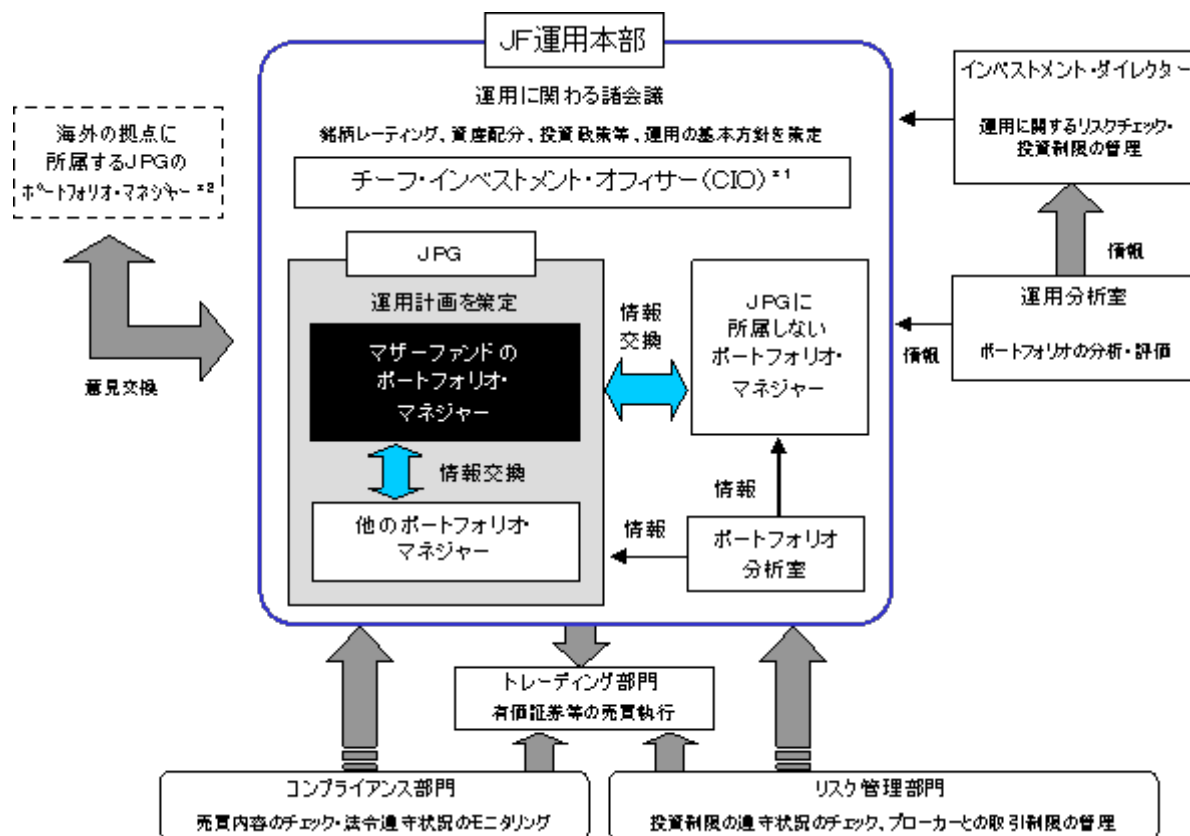 JF運用本部
運用に関わる諸会議
銘柄レーティング、資産配分、投資政策等、運用の基本方針を策定
チーフ・インベストメント・オフィサー(CIO)*1
海外の拠点に
所属するJPGの
ポートフォリオ・マネジャー*2
意見交換
JPG
運用計画を策定
マザーファンドの
ポートフォリオ・
マネジャー
情報交換
他のポートフォリオ・
マネジャー
情報
交換
JPGに
所属しない
ポートフォリオ・
マネジャー
情報
情報
ポートフォリオ
分析室
インベストメント・ダイレクター
運用に関するリスクチェック・
投資制限の管理
情報
運用分析室
ポートフォリオの分析・評価
情報
トレーディング部門
有価証券等の売買執行
コンプライアンス部門
売買内容のチェック・法令遵守状況のモニタリング
リスク管理部門
投資制限の遵守状況のチェック、ブローカーとの取引制限の管理